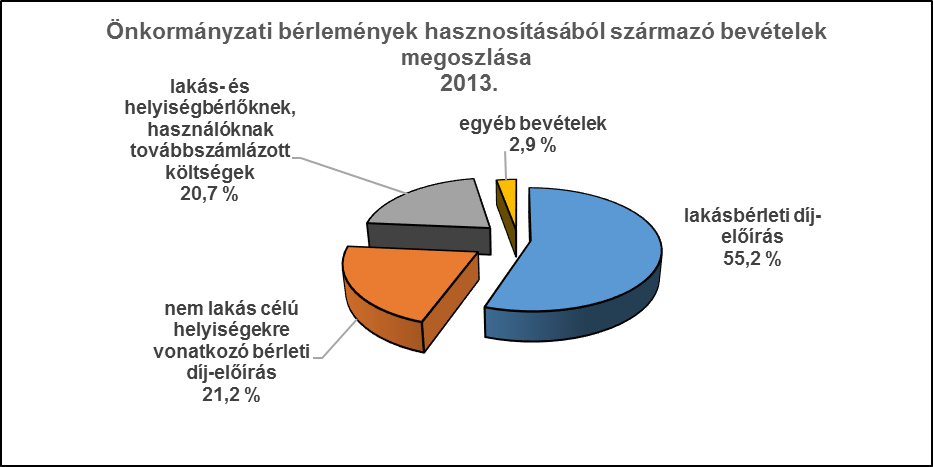 Önkormányzati bérlemények hasznosításából származó bevételek
megoszlása
2013.
lakás- és
helyiségbérlőknek,
használóknak
továbbszámlázott
költségek
20,7 %
egyéb bevételek
2,9 %
lakásbérleti díj-
előírás
55,2 %
nem lakás célú
helyiségekre
vonatkozó bérleti
díj-előírás
21,2 %